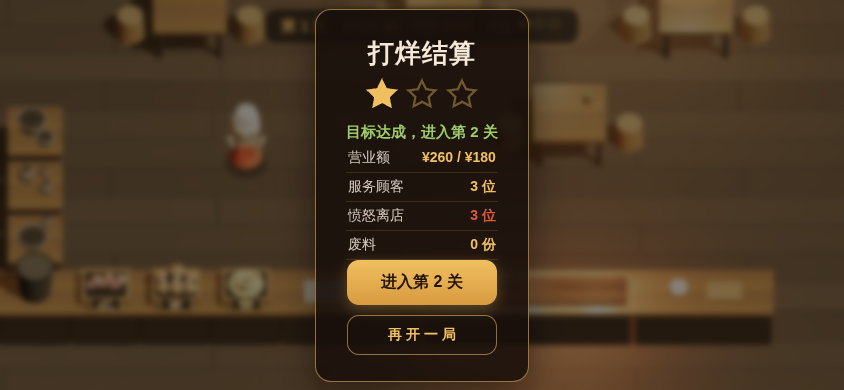 打烊结算
目标达成，进入第 2 关
营业额 ¥260 / ¥180
服务顾客 3 位
愤怒离店 3 位
废料 0 份
进入第 2 关
再开一局